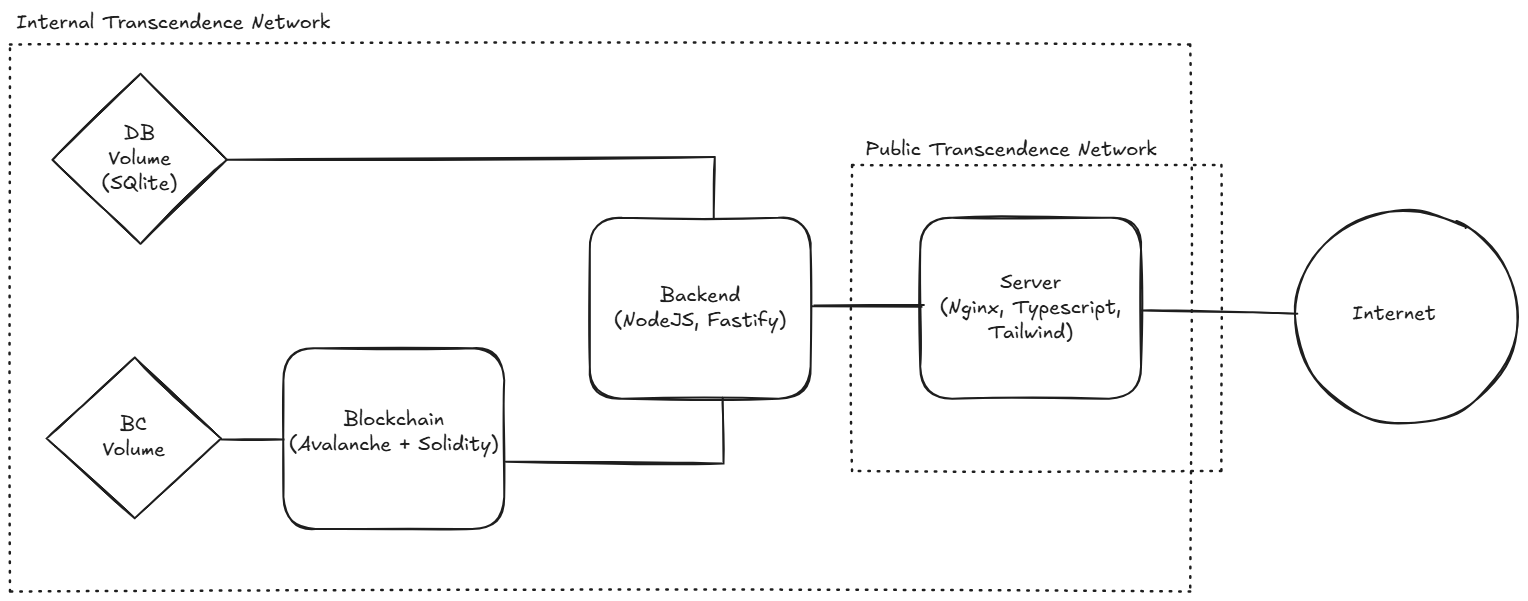 Internal Transcendence Network
DB
Volume
(SQlite)
Public Transcendence Network
Backend
(NodeJS, Fastify)
Server
(Nginx, Typescript,
Tailwind)
Internet
BC
Volume
Blockchain
(Avalanche + Solidity)